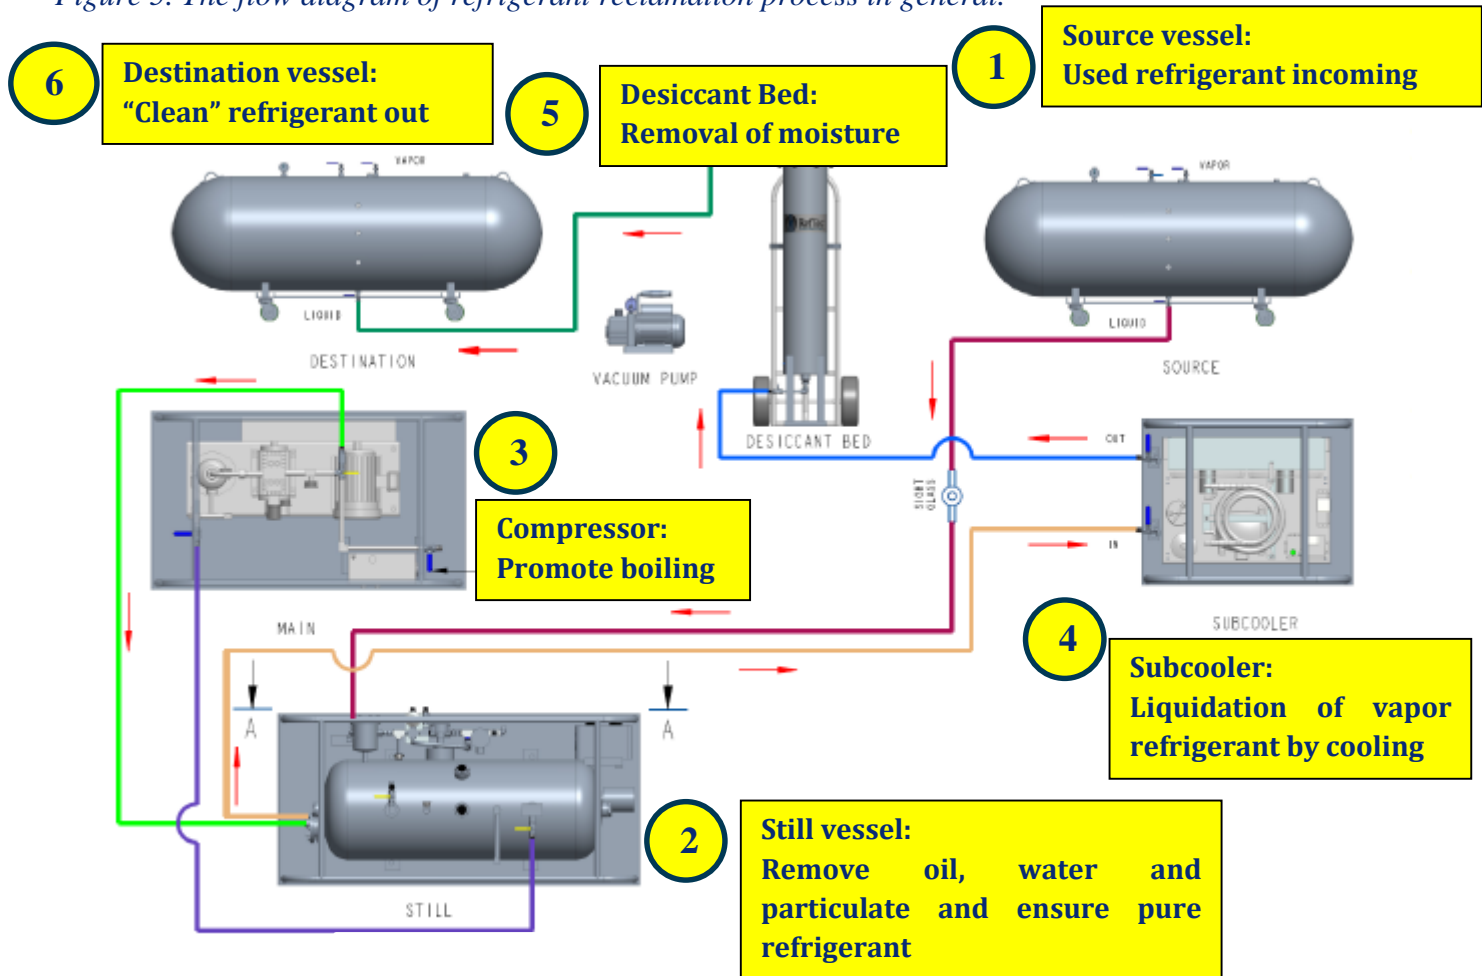 Figure 3. The flow diagram of refrigerant reclamation process in general.
1
Source vessel:
Used refrigerant incoming
6
Destination vessel:
“Clean” refrigerant out
5
Desiccant Bed:
Removal of moisture
VAPOR
VAPOR
LIQUID
DESTINATION
VACUUM PUMP
DESICCANT BED
LIQUID
SOURCE
3
Compressor:
Promote boiling
SIGHT
GLASS
OUT
IN
MAIN
SUBCOOLER
4
Subcooler:
Liquidation of vapor
refrigerant by cooling
A
A
2
Still vessel:
Remove oil, water and
particulate and ensure pure
refrigerant
STILL